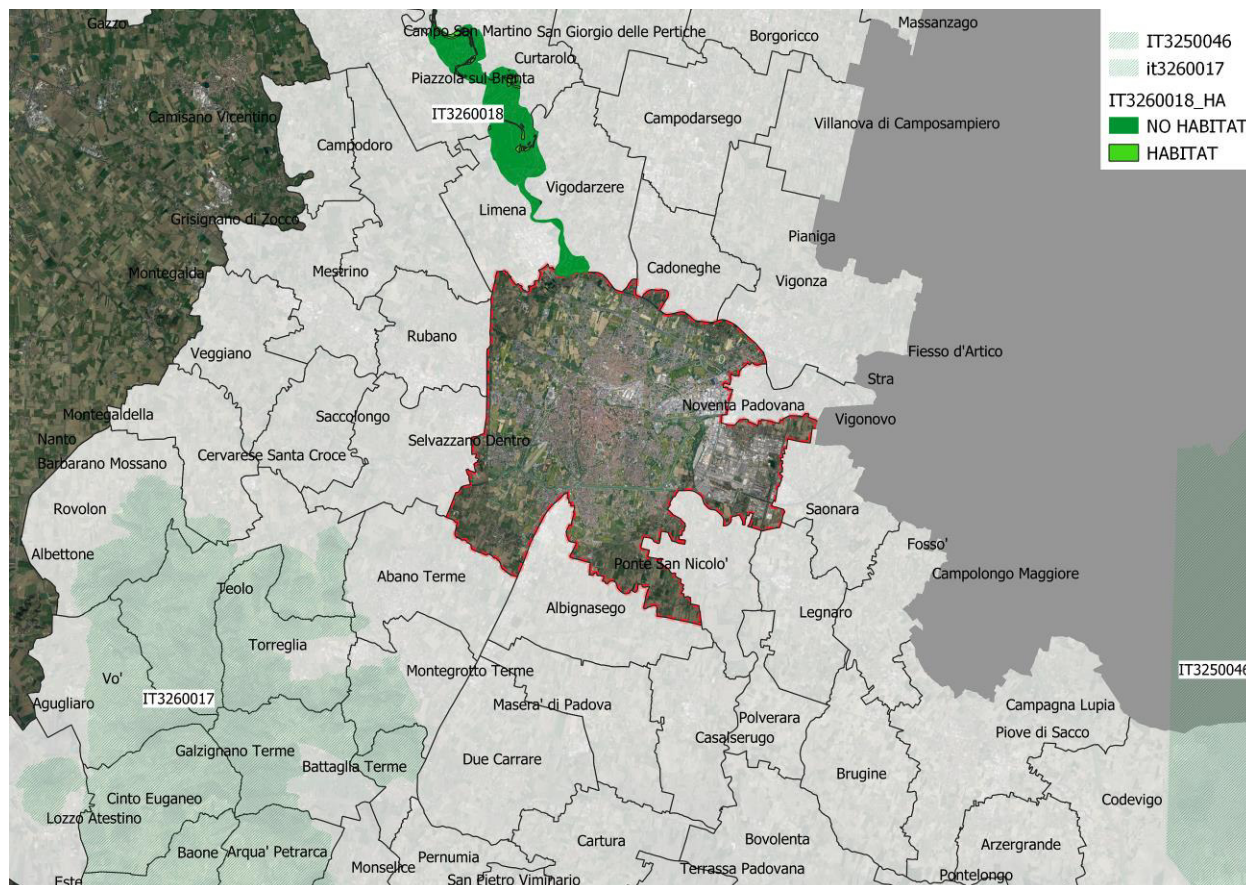 Gazzo
Massanzago
Campo San Martino
San Giorgio delle Pertiche
Borgoricco
Curtarolo
Piazzola sul Brenta
IT3250046
it3260017
IT3260018_HA
NO HABITAT
HABITAT
IT3260018
Camisano Vicentino
Campodarsego
Villanova di Camposampiero
Campodoro
Vigodarzere
Limena
Grisignano di Zocco
Pianiga
Mestrino
Cadoneghe
Montegalda
Vigonza
Rubano
Veggiano
Fiesso d'Artico
Stra
Noventa Padovana
Montegaldella
Saccolongo
Vigonovo
Nanto
Selvazzano Dentro
Cervarese Santa Croce
Barbarano Mossano
Rovolon
Saonara
Albettone
Fosso'
Ponte San Nicolo'
Campolongo Maggiore
Abano Terme
Teolo
Albignasego
Legnaro
Torreglia
Montegrotto Terme
IT3250046
Vo'
IT3260017
Agugliaro
Masera' di Padova
Polverara
Campagna Lupia
Piove di Sacco
Casalserugo
Galzignano Terme
Due Carrare
Battaglia Terme
Brugine
Cinto Euganeo
Codevigo
Lozzo Atestino
Cartura
Bovolenta
Arzergrande
Baone
Arqua' Petrarca
Pernumia
Monselice
Terrassa Padovana
Pontelongo
Este
San Pietro Viminario